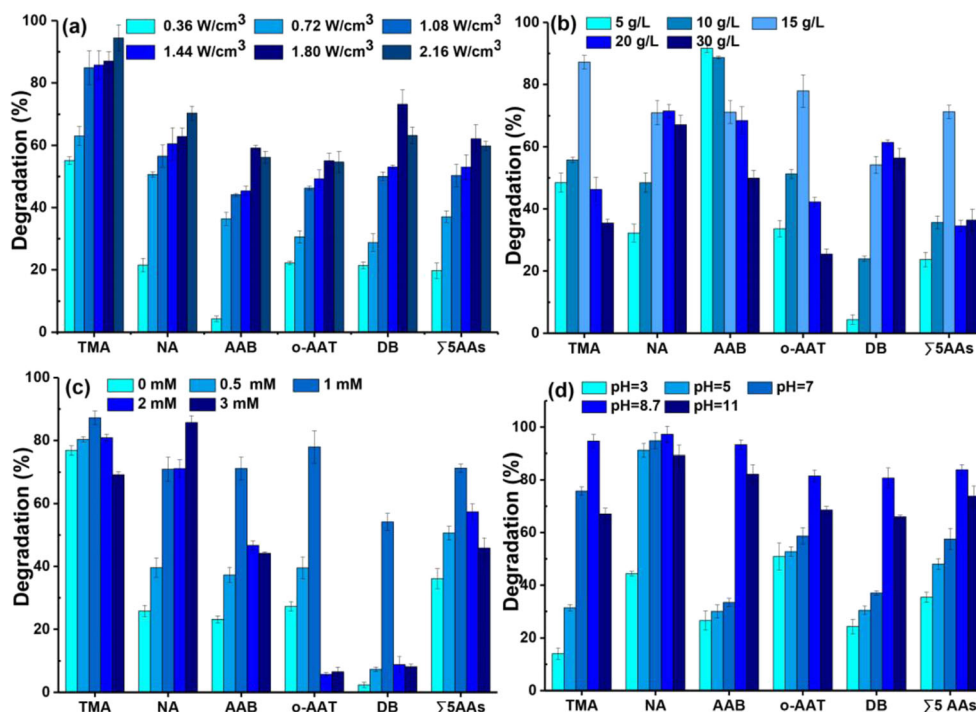 (a)
0.36 W/cm³ 0.72 W/cm³ 1.08 W/cm³
1.44 W/cm³ 1.80 W/cm³ 2.16 W/cm³
Degradation (%)
100
80
60
40
20
0
TMA NA AAB o-AAT DB ∑5AAs
(b)
5 g/L 10 g/L 15 g/L
20 g/L 30 g/L
Degradation (%)
100
80
60
40
20
0
TMA NA AAB o-AAT DB ∑5AAs
(c)
0 mM 0.5 mM 1 mM
2 mM 3 mM
Degradation (%)
100
80
60
40
20
0
TMA NA AAB o-AAT DB ∑5AAs
(d)
pH=3 pH=5 pH=7
pH=8.7 pH=11
Degradation (%)
100
80
60
40
20
0
TMA NA AAB o-AAT DB ∑5 AAs